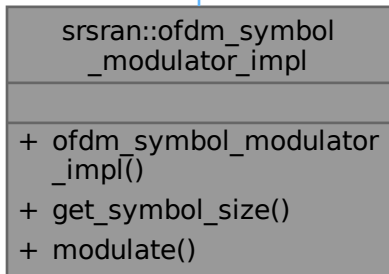 srsran::ofdm_symbol
_modulator_impl
+ ofdm_symbol_modulator
_impl()
+ get_symbol_size()
+ modulate()